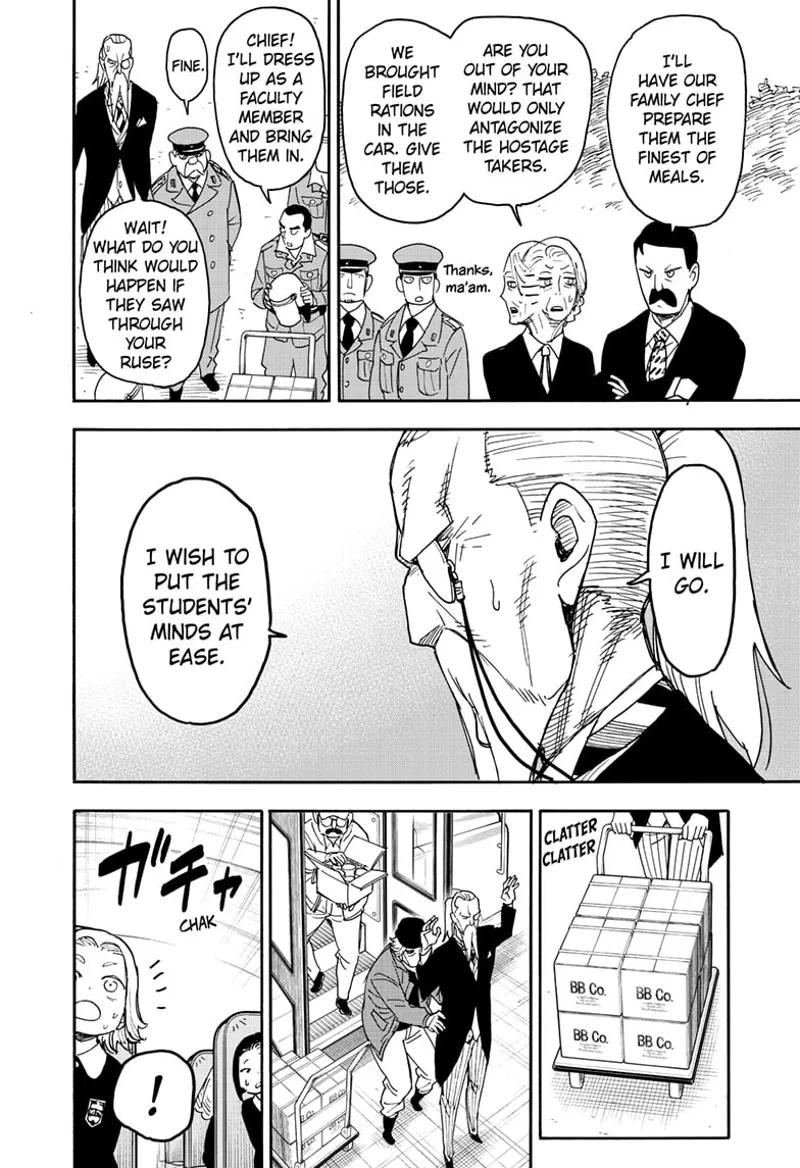 I'LL
HAVE OUR
FAMILY CHEF
PREPARE
THEM THE
FINEST OF
MEALS.
ARE YOU
OUT OF YOUR
MIND? THAT
WOULD ONLY
ANTAGONIZE
THE HOSTAGE
TAKERS.
WE
BROUGHT
FIELD
RATIONS
IN THE
CAR. GIVE
THEM
THOSE.
Thanks,
ma'am.
CHIEF!
I'LL DRESS
UP AS A
FACULTY
MEMBER
AND BRING
THEM IN.
FINE.
WAIT!
WHAT DO YOU
THINK WOULD
HAPPEN IF
THEY SAW
THROUGH
YOUR
RUSE?
I WILL
GO.
I WISH TO
PUT THE
STUDENTS'
MINDS AT
EASE.
CLATTER
CLATTER
BB Co.
BB Co.
BB Co.
BB Co.
ガチャ
CHAK
!